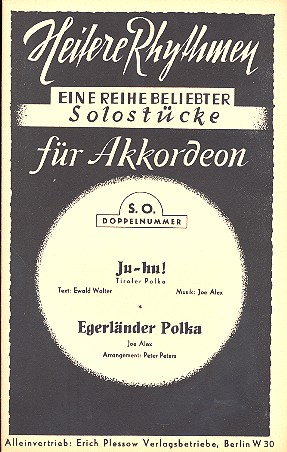 Heitere Rhythmen
EINE REIHE BELIEBTER
Solostücke
für Akkordeon
S.O.
DOPPELNUMMER
Ju-hu!
Tiroler Polka
Text: Ewald Walter Musik: Joe Alex
*
Egerländer Polka
Joe Alex
Arrangement: Peter Peters
Alleinvertrieb: Erich Plessow Verlagsbetriebe, Berlin W 30